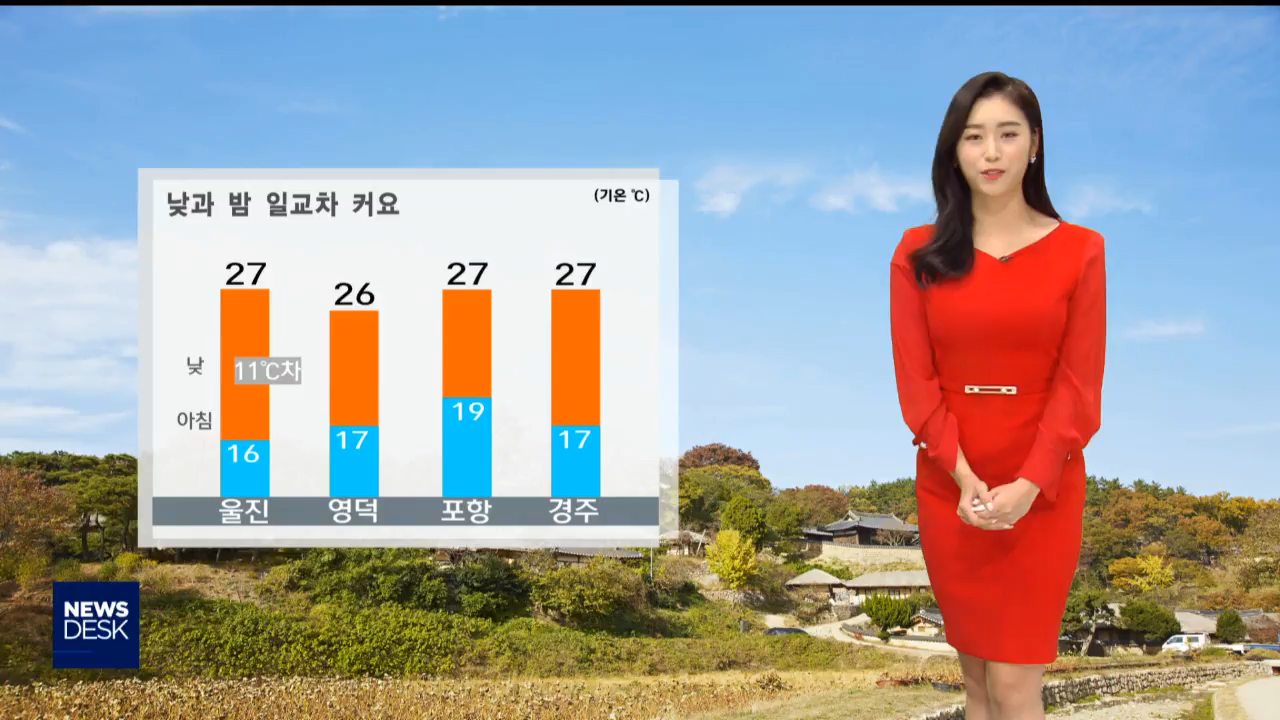 낮과 밤 일교차 커요
(기온 ℃)
27
26
27
27
낮
11℃차
아침
16
17
19
17
울진
영덕
포항
경주
NEWS
DESK